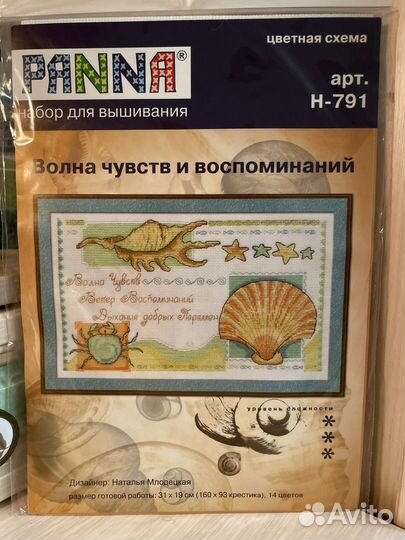 PANNA®
цветная схема
арт.
Н-791
набор для вышивания
Волна чувств и воспоминаний
Волна Чувств
Ветер Воспоминаний
Дыхание добрых Перемен
уровень сложности
***
Дизайнер: Наталья Млодецкая
размер готовой работы: 31 х 19 см (160 х 93 крестика), 14 цветов
Avito